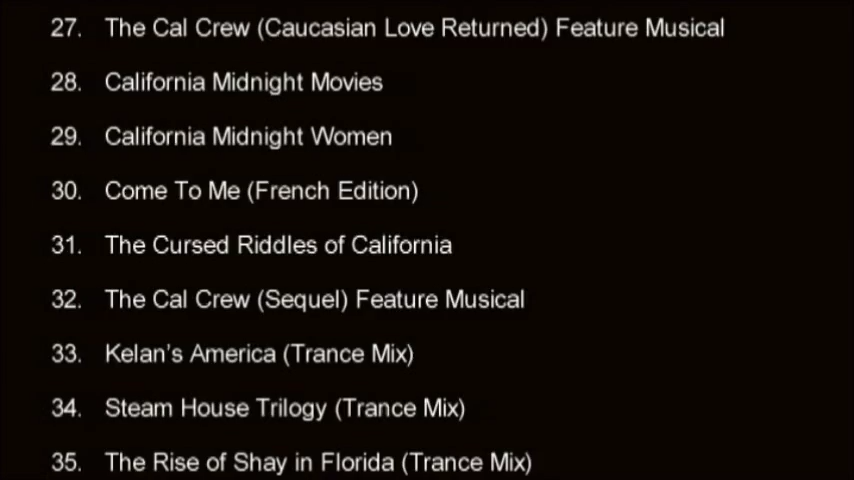 27. The Cal Crew (Caucasian Love Returned) Feature Musical
28. California Midnight Movies
29. California Midnight Women
30. Come To Me (French Edition)
31. The Cursed Riddles of California
32. The Cal Crew (Sequel) Feature Musical
33. Kelan's America (Trance Mix)
34. Steam House Trilogy (Trance Mix)
35. The Rise of Shay in Florida (Trance Mix)